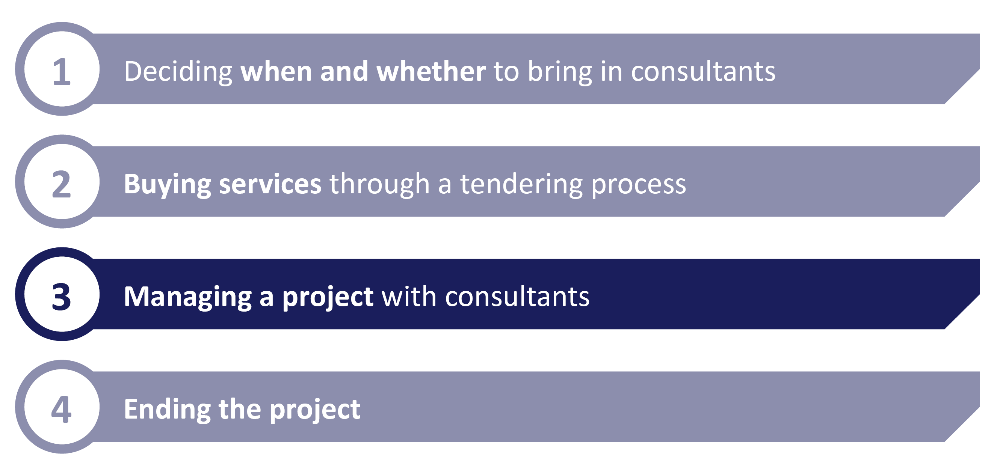 1
Deciding when and whether to bring in consultants
2
Buying services through a tendering process
3
Managing a project with consultants
4
Ending the project